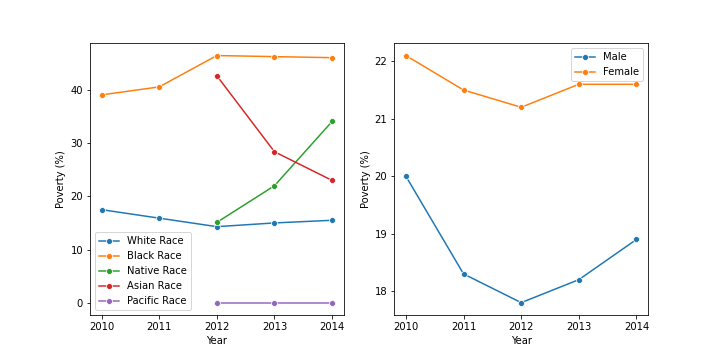 40
30
20
10
0
Poverty (%)
2010 2011 2012 2013 2014
Year
White Race
Black Race
Native Race
Asian Race
Pacific Race
22
21
20
19
18
Poverty (%)
2010 2011 2012 2013 2014
Year
Male
Female